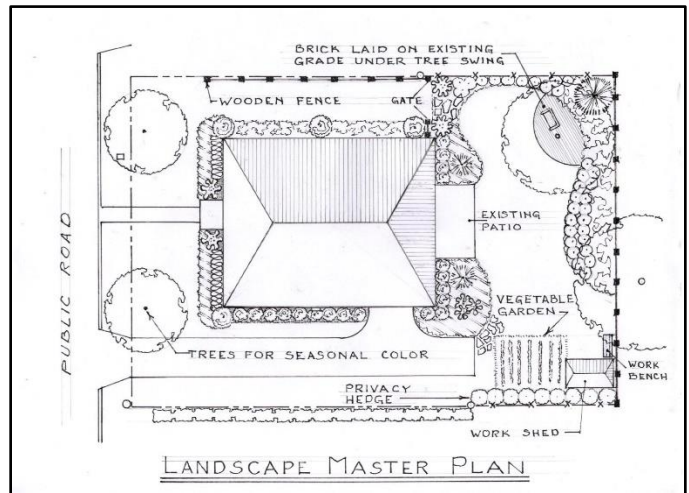 BRICK LAID ON EXISTING
GRADE UNDER TREE SWING
WOODEN FENCE
GATE
PUBLIC ROAD
EXISTING
PATIO
VEGETABLE
GARDEN
TREES FOR SEASONAL COLOR
WORK
BENCH
PRIVACY
HEDGE
WORK SHED
LANDSCAPE MASTER PLAN